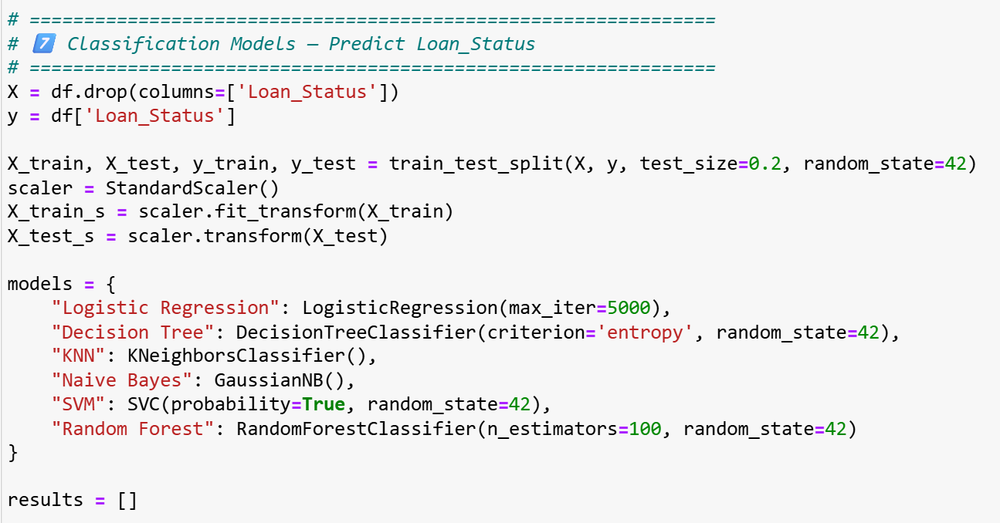 # ===============================================================
# 7️⃣ Classification Models — Predict Loan_Status
# ===============================================================
X = df.drop(columns=['Loan_Status'])
y = df['Loan_Status']

X_train, X_test, y_train, y_test = train_test_split(X, y, test_size=0.2, random_state=42)
scaler = StandardScaler()
X_train_s = scaler.fit_transform(X_train)
X_test_s = scaler.transform(X_test)

models = {
    "Logistic Regression": LogisticRegression(max_iter=5000),
    "Decision Tree": DecisionTreeClassifier(criterion='entropy', random_state=42),
    "KNN": KNeighborsClassifier(),
    "Naive Bayes": GaussianNB(),
    "SVM": SVC(probability=True, random_state=42),
    "Random Forest": RandomForestClassifier(n_estimators=100, random_state=42)
}

results = []